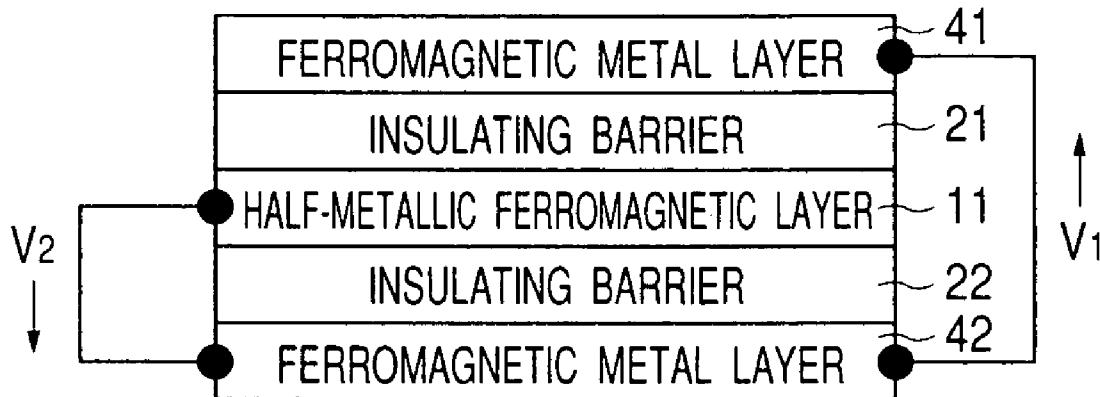 FERROMAGNETIC METAL LAYER 41
INSULATING BARRIER 21
HALF-METALLIC FERROMAGNETIC LAYER 11
V2
V1
INSULATING BARRIER 22
FERROMAGNETIC METAL LAYER 42